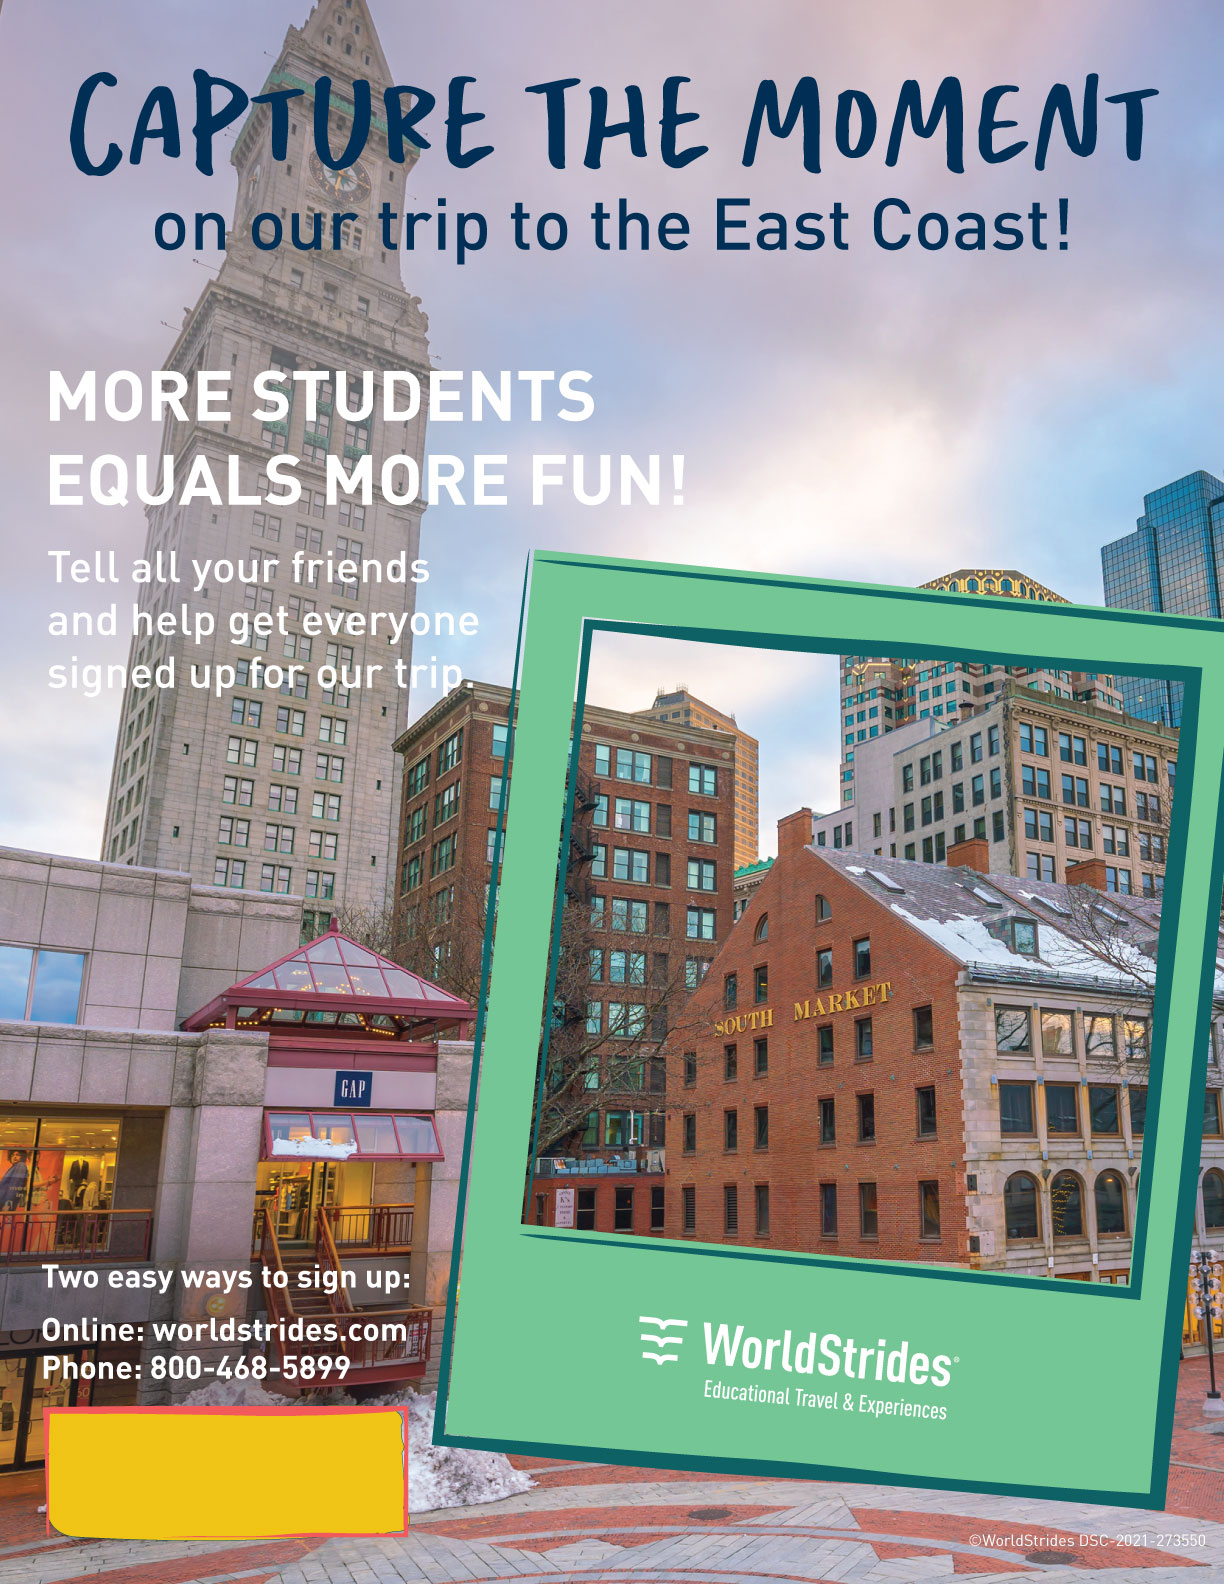 CAPTURE THE MOMENT
on our trip to the East Coast!
MORE STUDENTS
EQUALS MORE FUN!
Tell all your friends
and help get everyone
signed up for our trip.
SOUTH MARKET
GAP
K's
Two easy ways to sign up:
Online: worldstrides.com
Phone: 800-468-5899
WorldStrides®
Educational Travel & Experiences
©WorldStrides DSC-2021-273550